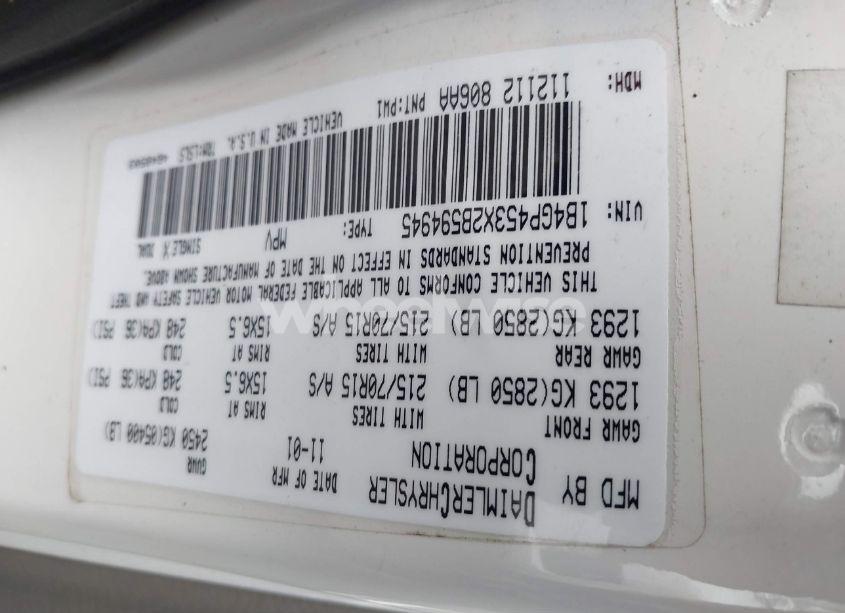 MFD BY DAIMLERCHRYSLER CORPORATION
DATE OF MFR 11-01
GVWR 2450 KG(05400 LB)
GAWR FRONT WITH TIRES RIMS AT COLD
1293 KG(2850 LB) 215/70R15 A/S 15X6.5 248 KPA(36 PSI)
GAWR REAR WITH TIRES RIMS AT COLD
1293 KG(2850 LB) 215/70R15 A/S 15X6.5 248 KPA(36 PSI)
THIS VEHICLE CONFORMS TO ALL APPLICABLE FEDERAL MOTOR VEHICLE SAFETY AND THEFT
PREVENTION STANDARDS IN EFFECT ON THE DATE OF MANUFACTURE SHOWN ABOVE.
VIN: 1B4GP453X2B594945 TYPE: MPV SINGLE X DUAL
MDH: 112112 806AA PNT:PW1 VEHICLE MADE IN U.S.A.
wheelwise